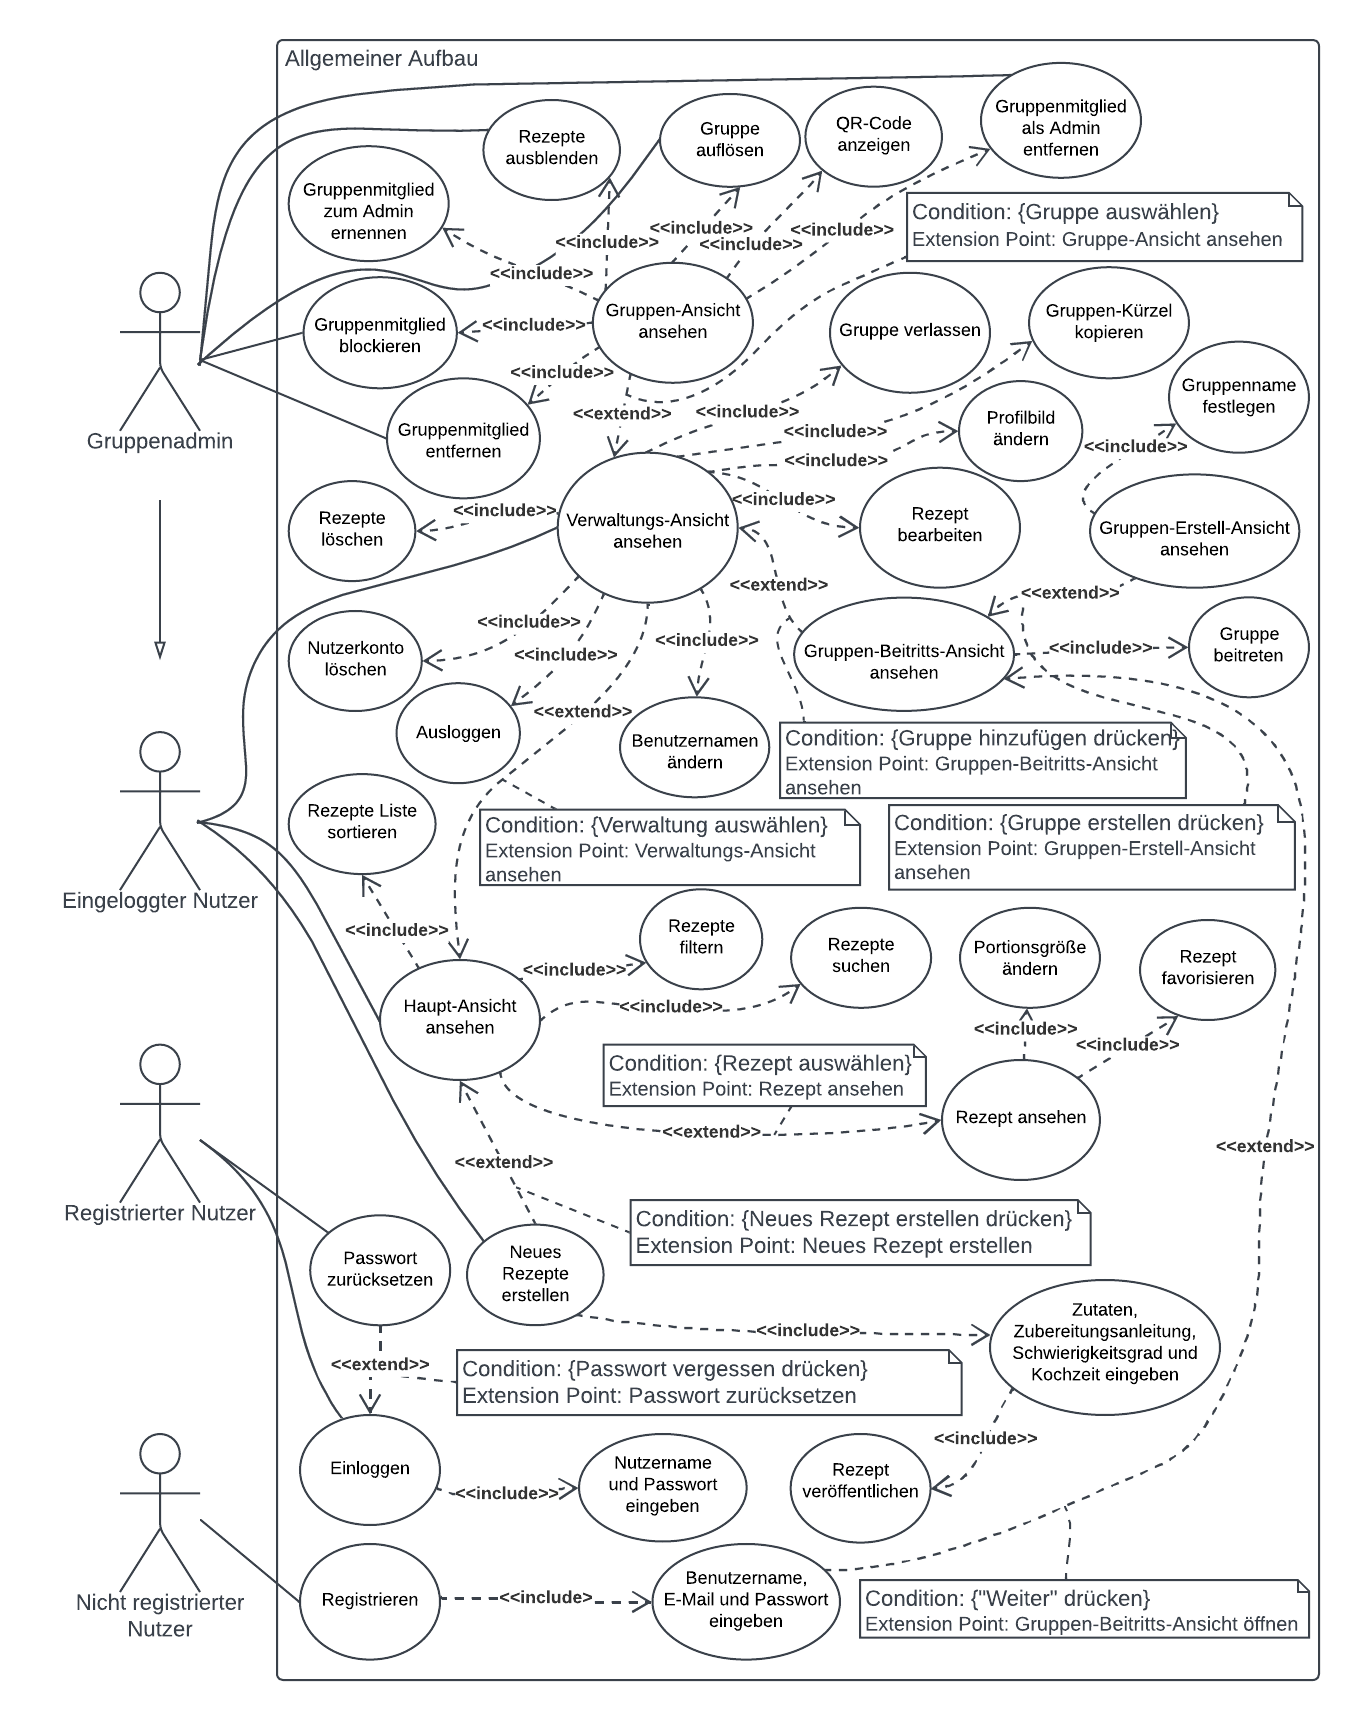 Allgemeiner Aufbau
Rezepte
ausblenden
Gruppe
auflösen
QR-Code
anzeigen
Gruppenmitglied
als Admin
entfernen
Gruppenmitglied
zum Admin
ernennen
Condition: {Gruppe auswählen}
Extension Point: Gruppe-Ansicht ansehen
<<include>>
<<include>>
<<include>>
<<include>>
<<include>>
Gruppenmitglied
blockieren
<<include>>
Gruppen-Ansicht
ansehen
Gruppe verlassen
Gruppen-Kürzel
kopieren
<<include>>
Gruppenname
festlegen
Gruppenadmin
Gruppenmitglied
entfernen
<<extend>>
<<include>>
<<include>>
Profilbild
ändern
<<include>>
<<include>>
Rezepte
löschen
<<include>>
Verwaltungs-Ansicht
ansehen
<<include>>
Rezept
bearbeiten
Gruppen-Erstell-Ansicht
ansehen
<<extend>>
<<extend>>
Nutzerkonto
löschen
<<include>>
<<include>>
<<include>>
Gruppen-Beitritts-Ansicht
ansehen
<<include>>
Gruppe
beitreten
Ausloggen
<<extend>>
Benutzernamen
ändern
Condition: {Gruppe hinzufügen drücken}
Extension Point: Gruppen-Beitritts-Ansicht
ansehen
Rezepte Liste
sortieren
Condition: {Verwaltung auswählen}
Extension Point: Verwaltungs-Ansicht
ansehen
Condition: {Gruppe erstellen drücken}
Extension Point: Gruppen-Erstell-Ansicht
ansehen
Eingeloggter Nutzer
<<include>>
Rezepte
filtern
Rezepte
suchen
Portionsgröße
ändern
Rezept
favorisieren
<<include>>
Haupt-Ansicht
ansehen
<<include>>
<<include>>
<<include>>
Condition: {Rezept auswählen}
Extension Point: Rezept ansehen
Rezept ansehen
<<extend>>
<<extend>>
<<extend>>
Registrierter Nutzer
Condition: {Neues Rezept erstellen drücken}
Extension Point: Neues Rezept erstellen
Passwort
zurücksetzen
Neues
Rezepte
erstellen
<<include>>
Zutaten,
Zubereitungsanleitung,
Schwierigkeitsgrad und
Kochzeit eingeben
<<extend>>
Condition: {Passwort vergessen drücken}
Extension Point: Passwort zurücksetzen
<<include>>
Einloggen
<<include>>
Nutzername
und Passwort
eingeben
Rezept
veröffentlichen
Nicht registrierter
Nutzer
Registrieren
<<include>
Benutzername,
E-Mail und Passwort
eingeben
Condition: {"Weiter" drücken}
Extension Point: Gruppen-Beitritts-Ansicht öffnen